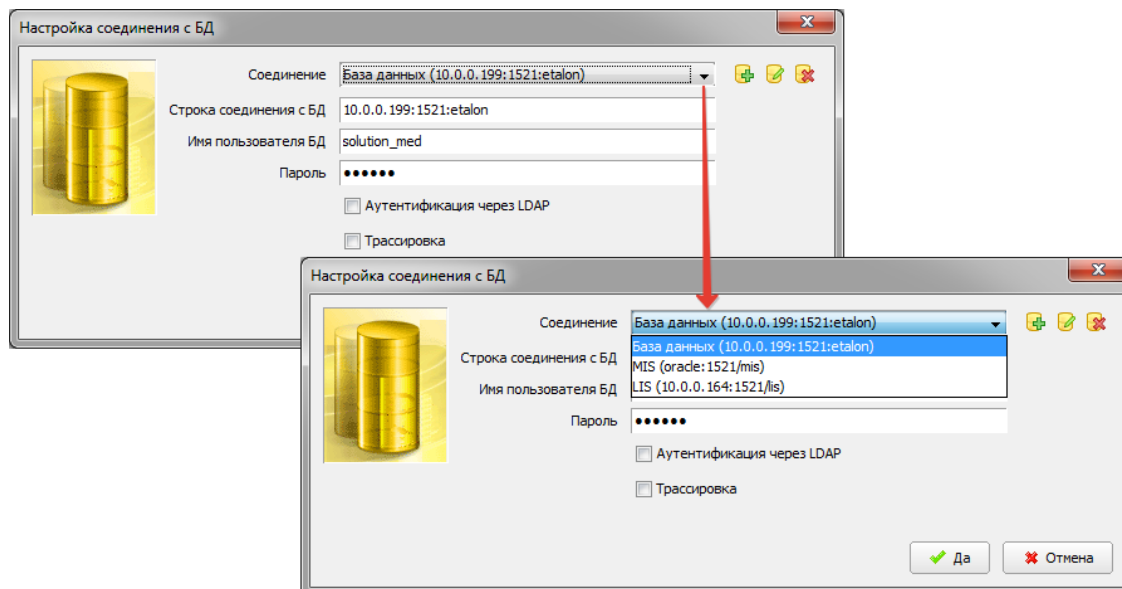 Настройка соединения с БД
Соединение База данных (10.0.0.199:1521:etalon)
Строка соединения с БД 10.0.0.199:1521:etalon
Имя пользователя БД solution_med
Пароль ••••••
Аутентификация через LDAP
Трассировка
Настройка соединения с БД
Соединение База данных (10.0.0.199:1521:etalon)
База данных (10.0.0.199:1521:etalon)
Строка соединения с БД MIS (oracle:1521/mis)
Имя пользователя БД LIS (10.0.0.164:1521/lis)
Пароль ••••••
Аутентификация через LDAP
Трассировка
Да Отмена